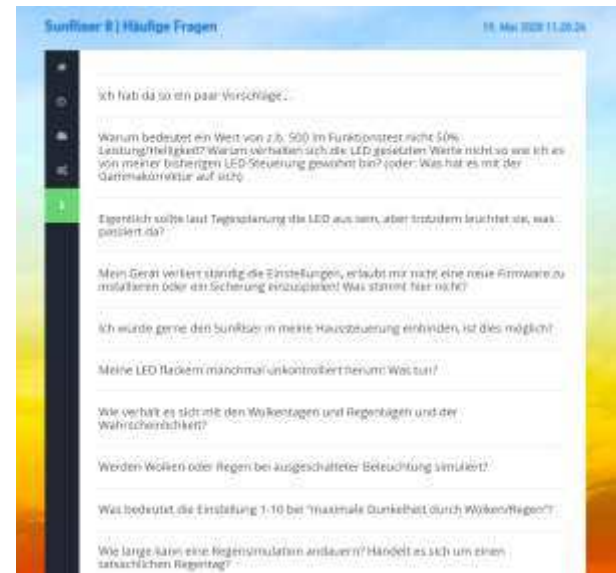 SunRiser 8 | Häufige Fragen
19. Mai 2020 11:20:24
Ich hab da so ein paar Vorschläge...
Warum bedeutet ein Wert von z.b. 500 im Funktionstest nicht 50%
Leistung/Helligkeit? Warum verhalten sich die LED gesetzten Werte nicht so wie ich es
von meiner bisherigen LED-Steuerung gewohnt bin? (oder: Was hat es mit der
Gammakorrektur auf sich)
Eigentlich sollte laut Tagesplanung die LED aus sein, aber trotzdem leuchtet sie, was
passiert da?
Mein Gerät verliert ständig die Einstellungen, erlaubt mir nicht eine neue Firmware zu
installieren oder ein Sicherung einzuspielen! Was stimmt hier nicht?
Ich würde gerne den SunRiser in meine Haussteuerung einbinden, ist dies möglich?
Meine LED flackern manchmal unkontrolliert herum! Was tun?
Wie verhält es sich mit den Wolkentagen und Regentagen und der
Wahrscheinlichkeit?
Werden Wolken oder Regen bei ausgeschalteter Beleuchtung simuliert?
Was bedeutet die Einstellung 1-10 bei "maximale Dunkelheit durch Wolken/Regen"?
Wie lange kann eine Regensimulation andauern? Handelt es sich um einen
tatsächlichen Regentag?